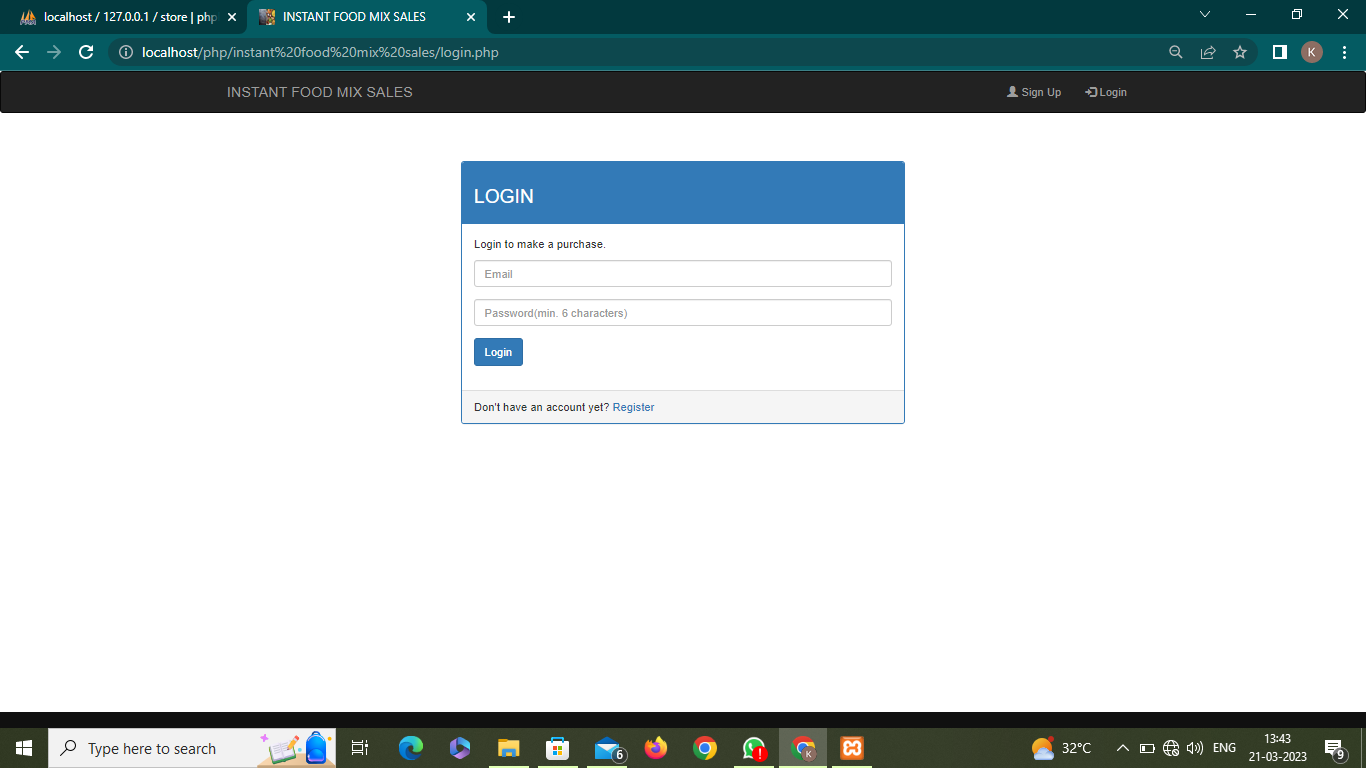 localhost / 127.0.0.1 / store | php
INSTANT FOOD MIX SALES
localhost/php/instant%20food%20mix%20sales/login.php
K
INSTANT FOOD MIX SALES
Sign Up
Login
LOGIN
Login to make a purchase.
Email
Password(min. 6 characters)
Login
Don't have an account yet? Register
Type here to search
6
K
32°C
ENG
13:43
21-03-2023
9